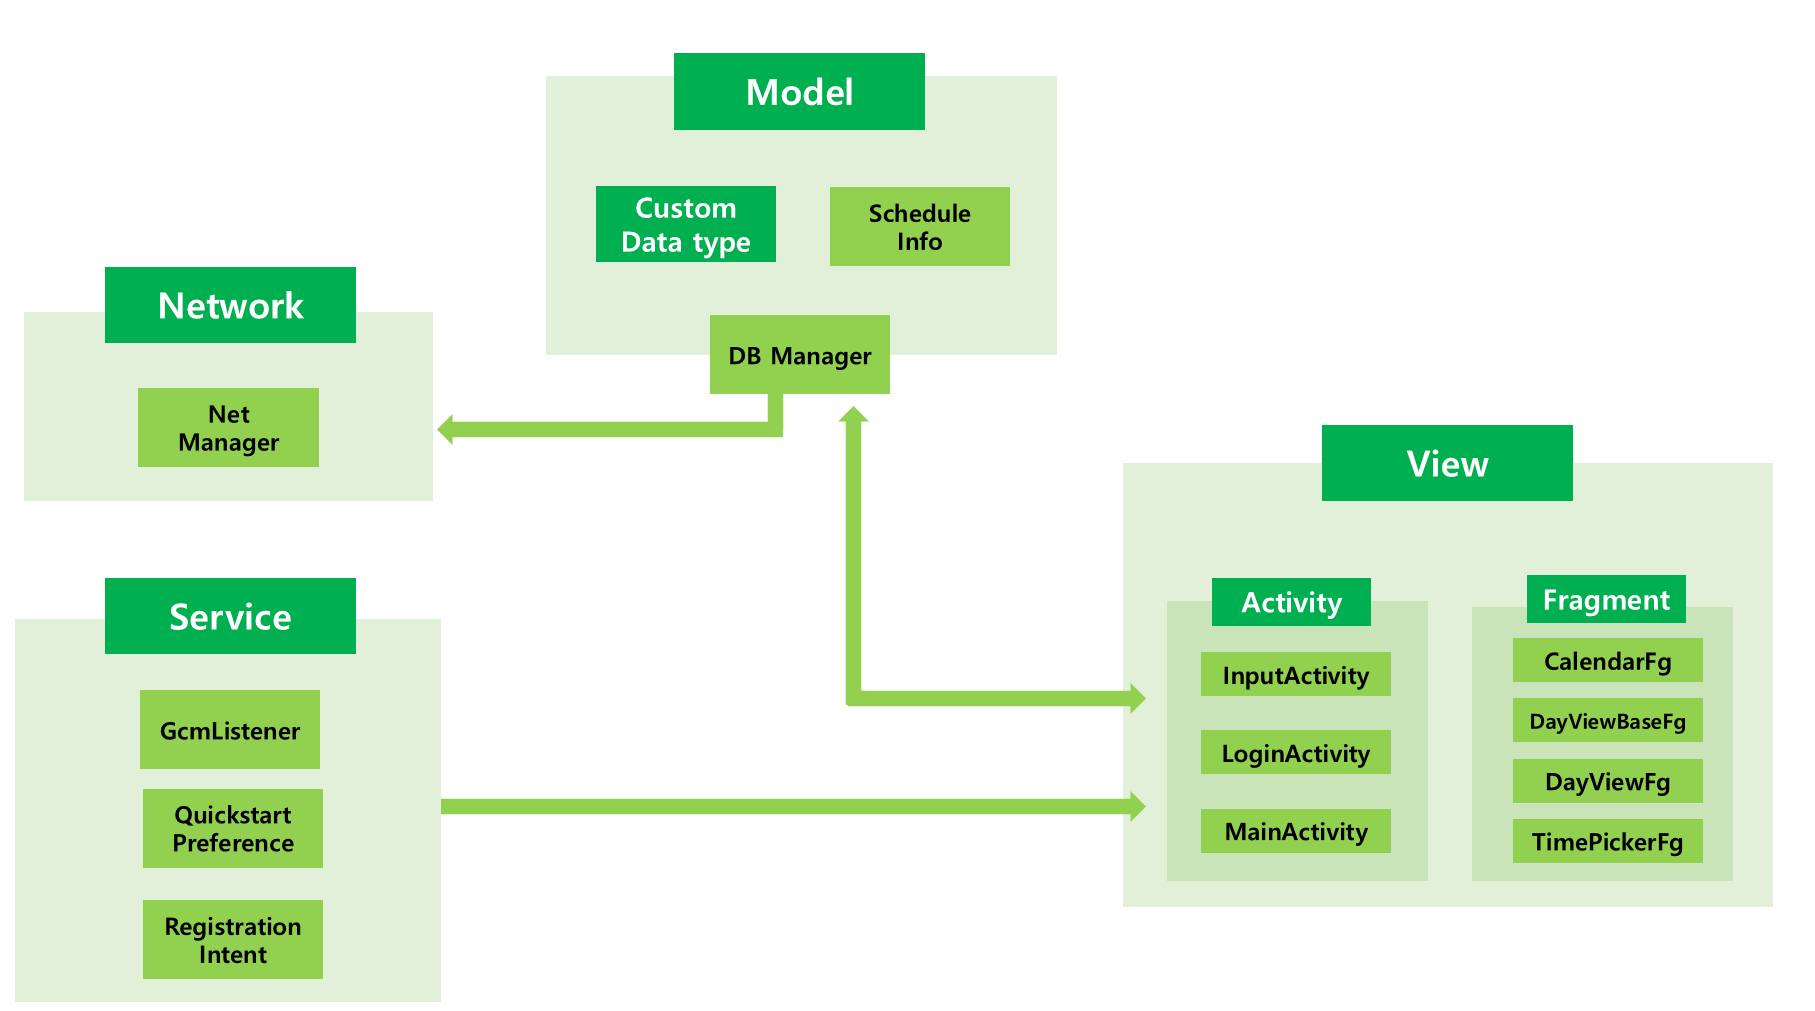 Model
Custom
Data type
Schedule
Info
DB Manager
Network
Net
Manager
Service
GcmListener
Quickstart
Preference
Registration
Intent
View
Activity
InputActivity
LoginActivity
MainActivity
Fragment
CalendarFg
DayViewBaseFg
DayViewFg
TimePickerFg